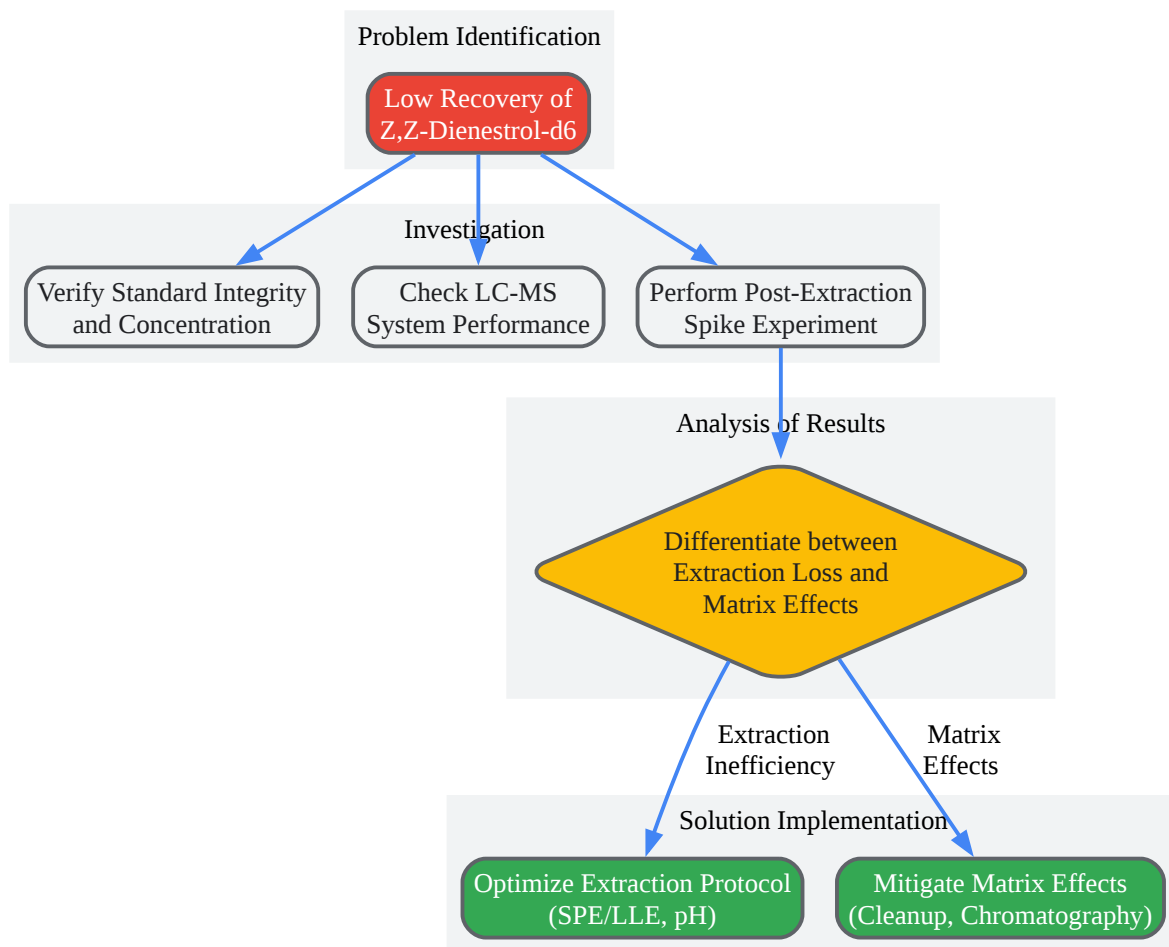 Problem Identification
Low Recovery of
Z,Z-Dienestrol-d6
Investigation
Verify Standard Integrity
and Concentration
Check LC-MS
System Performance
Perform Post-Extraction
Spike Experiment
Analysis of Results
Differentiate between
Extraction Loss and
Matrix Effects
Extraction
Inefficiency
Matrix
Effects
Solution Implementation
Optimize Extraction Protocol
(SPE/LLE, pH)
Mitigate Matrix Effects
(Cleanup, Chromatography)